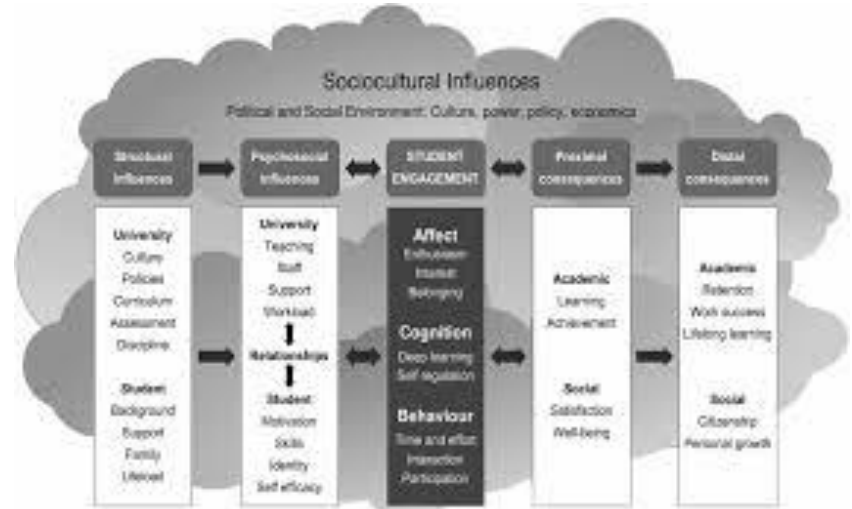 Sociocultural Influences
Political and Social Environment: Culture, power, policy, economics
Structural
Influences
Psychosocial
Influences
STUDENT
ENGAGEMENT
Proximal
consequences
Distal
consequences
University
Culture
Policies
Curriculum
Assessment
Discipline
Student
Background
Support
Family
Lifeload
University
Teaching
Staff
Support
Workload
Relationships
Student
Motivation
Skills
Identity
Self efficacy
Affect
Enthusiasm
Interest
Belonging
Cognition
Deep learning
Self regulation
Behaviour
Time and effort
Interaction
Participation
Academic
Learning
Achievement
Social
Satisfaction
Well-being
Academic
Retention
Work success
Lifelong learning
Social
Citizenship
Personal growth